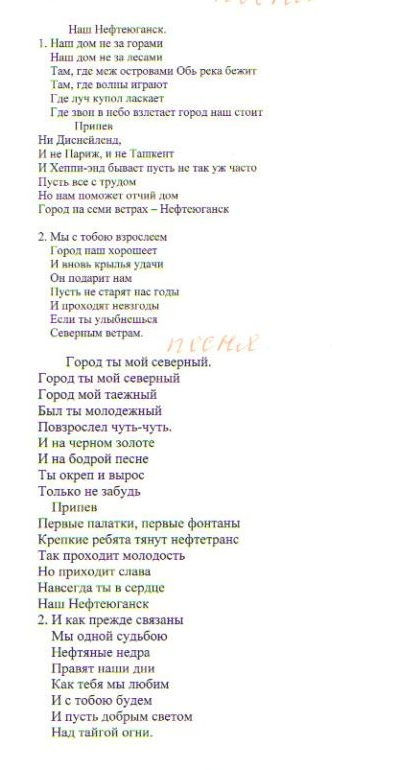 песня
Наш Нефтеюганск.
1. Наш дом не за горами
Наш дом не за лесами
Там, где меж островами Обь река бежит
Там, где волны играют
Где луч купол ласкает
Где звон в небо взлетает город наш стоит
Припев
Ни Диснейленд,
И не Париж, и не Ташкент
И Хеппи-энд бывает пусть не так уж часто
Пусть все с трудом
Но нам поможет отчий дом
Город на семи ветрах – Нефтеюганск
2. Мы с тобою взрослеем
Город наш хорошеет
И вновь крылья удачи
Он подарит нам
Пусть не старят нас годы
И проходят невзгоды
Если ты улыбнешься
Северным ветрам.
песня
Город ты мой северный.
Город ты мой северный
Город мой таежный
Был ты молодежный
Повзрослел чуть-чуть.
И на черном золоте
И на бодрой песне
Ты окреп и вырос
Только не забудь
Припев
Первые палатки, первые фонтаны
Крепкие ребята тянут нефтетранс
Так проходит молодость
Но приходит слава
Навсегда ты в сердце
Наш Нефтеюганск
2. И как прежде связаны
Мы одной судьбою
Нефтяные недра
Правят наши дни
Как тебя мы любим
И с тобою будем
И пусть добрым светом
Над тайгой огни.